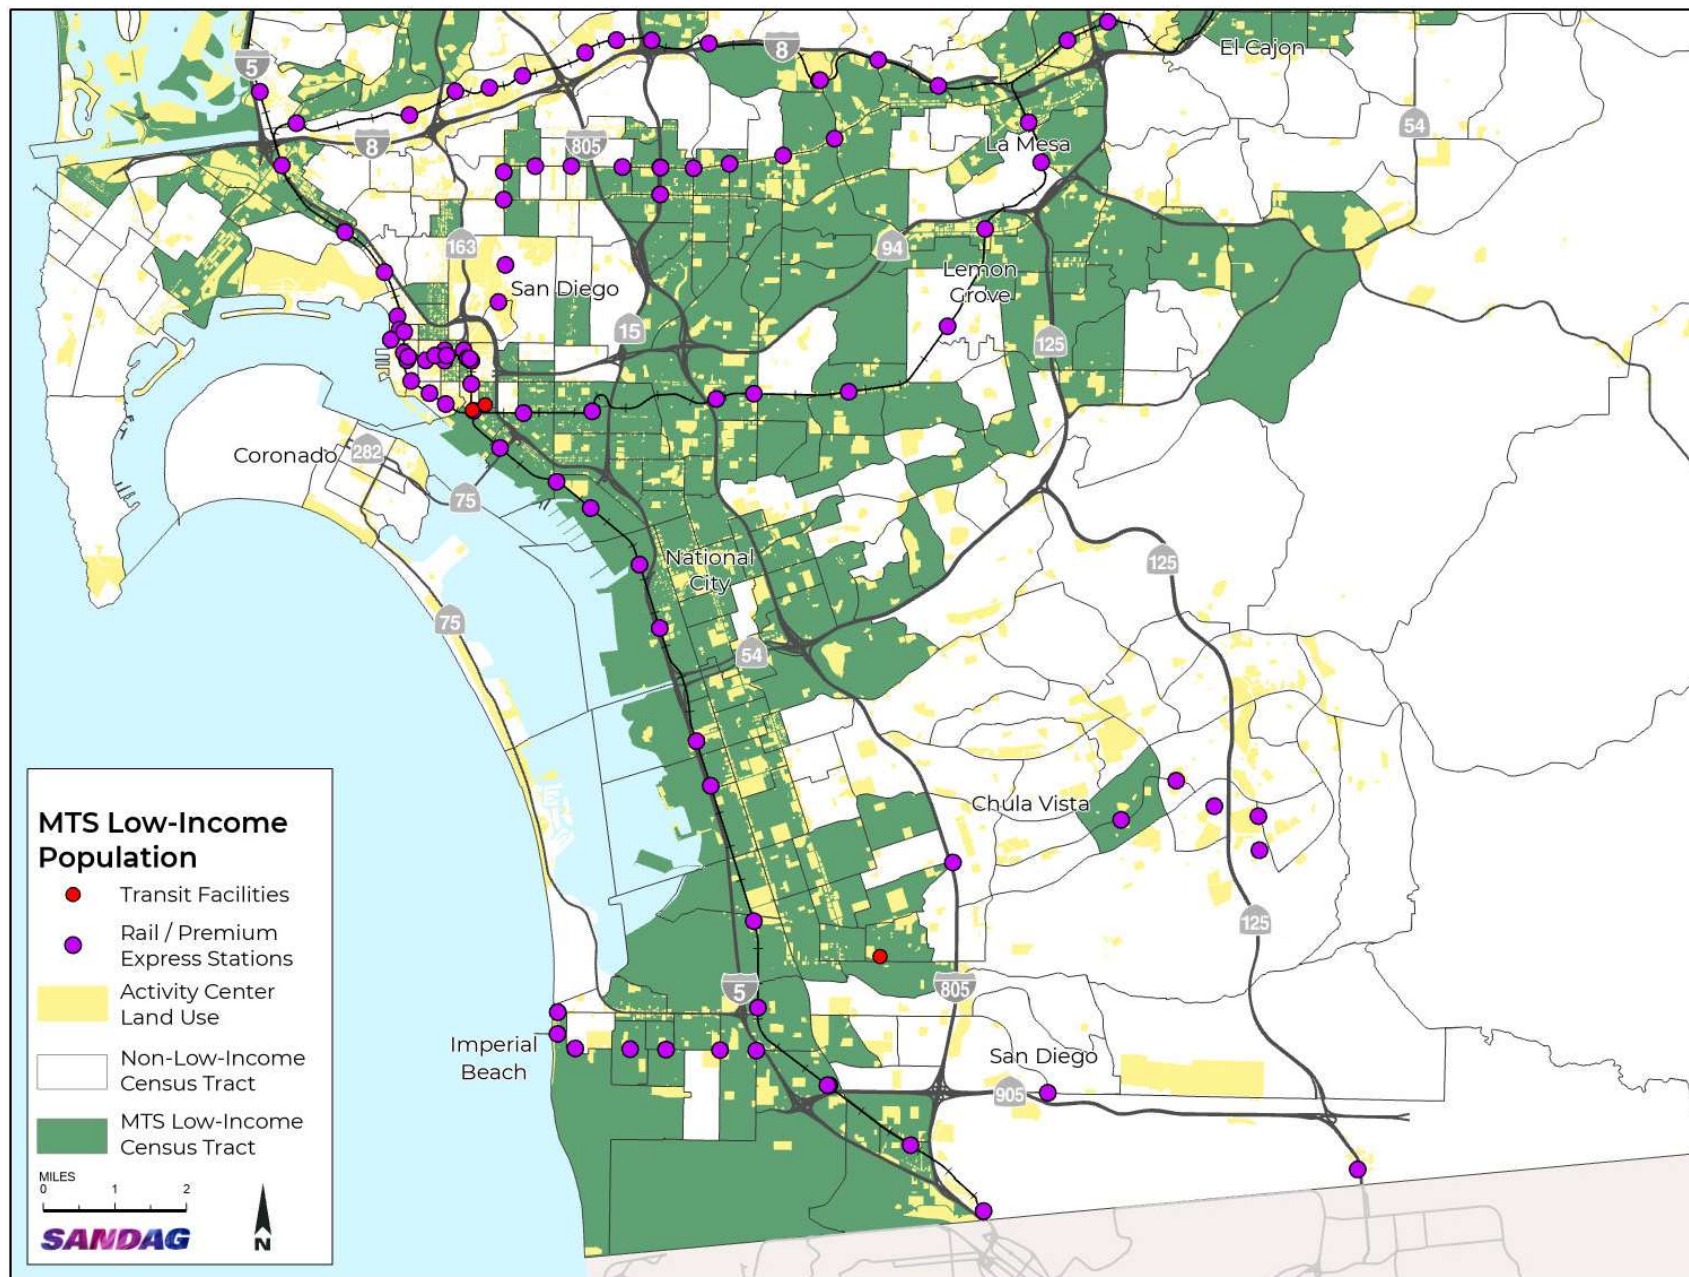 5
8
El Cajon
54
8
805
La Mesa
163
94
San Diego
Lemon
Grove
15
125
Coronado
282
75
National
City
125
75
54
Chula Vista
125
5
805
Imperial
Beach
San Diego
905
MTS Low-Income
Population
Transit Facilities
Rail / Premium
Express Stations
Activity Center
Land Use
Non-Low-Income
Census Tract
MTS Low-Income
Census Tract
MILES
0 1 2
SANDAG
N